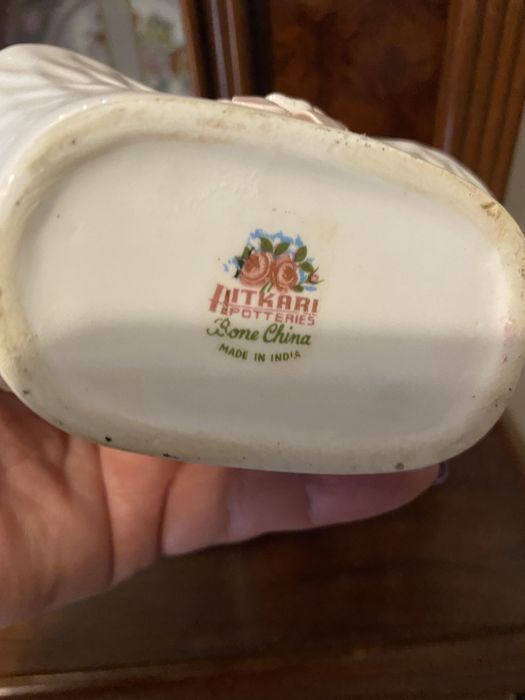 HITKARI
POTTERIES
Bone China
MADE IN INDIA